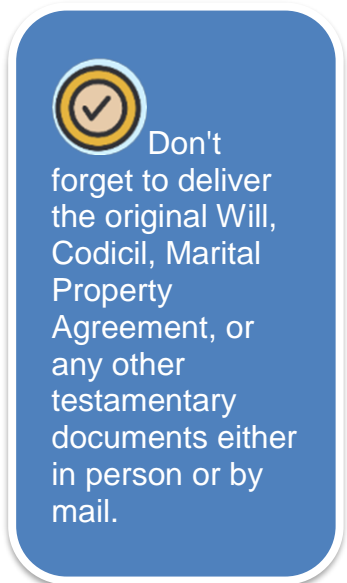 Don't
forget to deliver
the original Will,
Codicil, Marital
Property
Agreement, or
any other
testamentary
documents either
in person or by
mail.